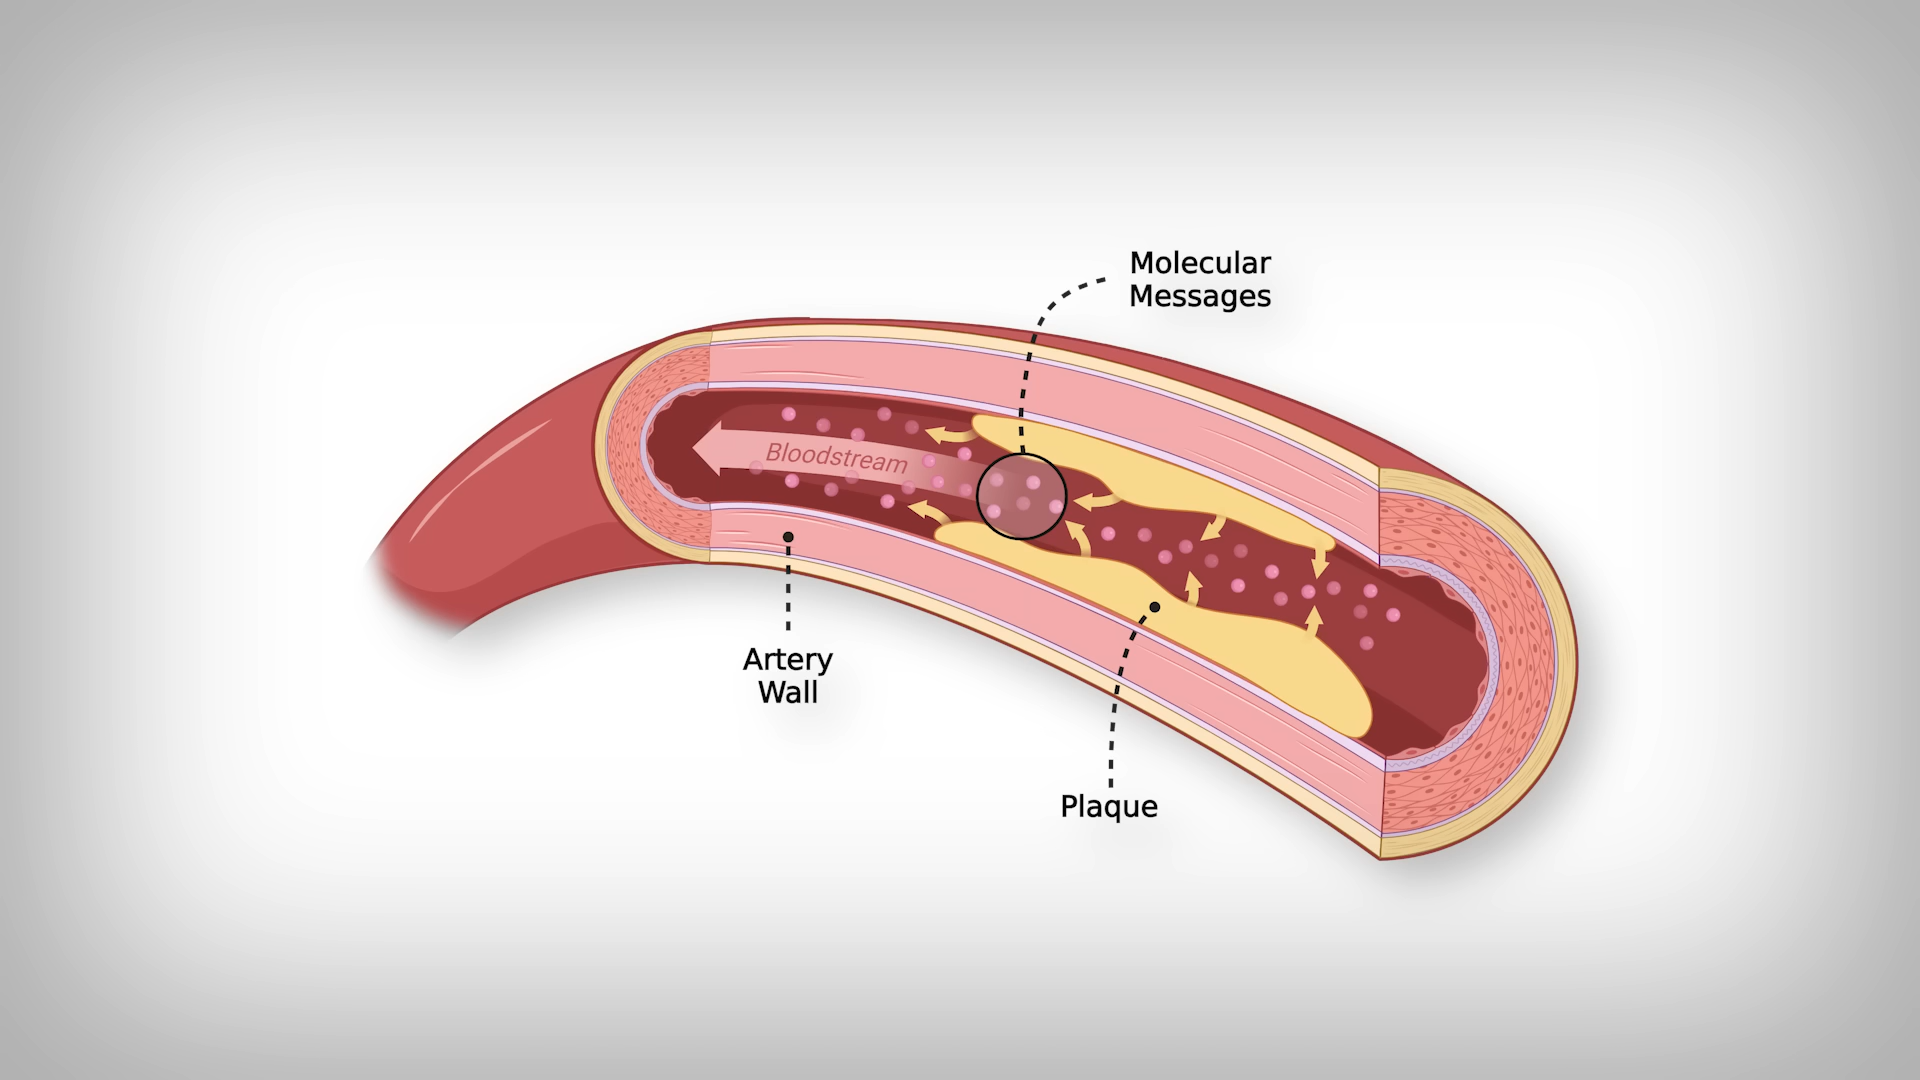 Molecular
Messages
Bloodstream
Artery
Wall
Plaque